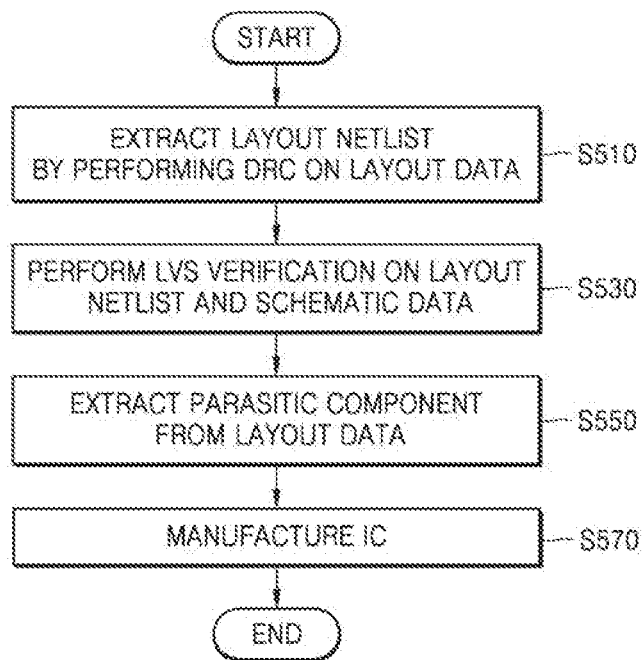 START
EXTRACT LAYOUT NETLIST
BY PERFORMING DRC ON LAYOUT DATA
S510
PERFORM LVS VERIFICATION ON LAYOUT
NETLIST AND SCHEMATIC DATA
S530
EXTRACT PARASITIC COMPONENT
FROM LAYOUT DATA
S550
MANUFACTURE IC
S570
END